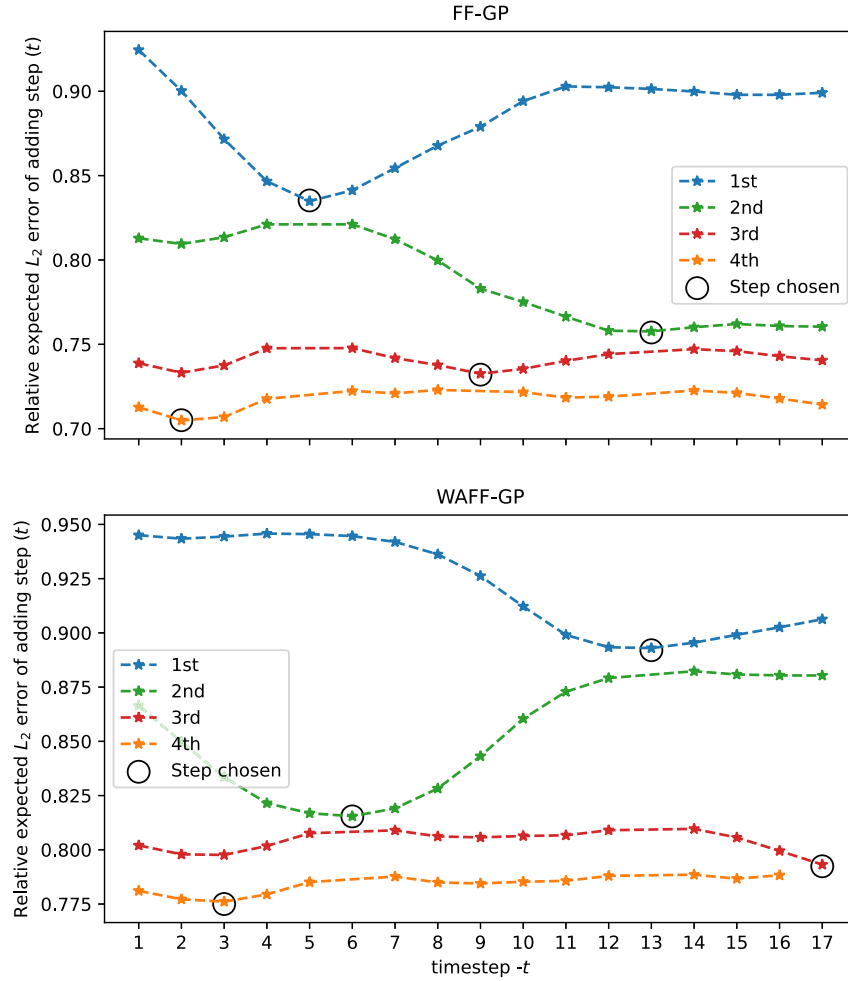 FF-GP
Relative expected L2 error of adding step (t)
0.90
0.85
0.80
0.75
0.70
1st
2nd
3rd
4th
Step chosen
WAFF-GP
Relative expected L2 error of adding step (t)
0.950
0.925
0.900
0.875
0.850
0.825
0.800
0.775
1st
2nd
3rd
4th
Step chosen
1 2 3 4 5 6 7 8 9 10 11 12 13 14 15 16 17
timestep -t